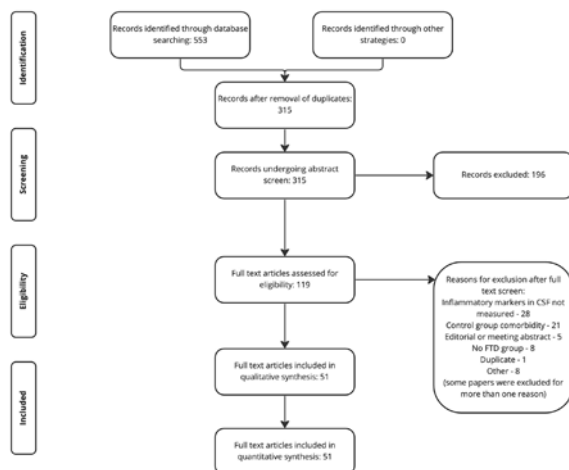 Identification
Records identified through database
searching: 553
Records identified through other
strategies: 0
Records after removal of duplicates:
315
Screening
Records undergoing abstract
screen: 315
Records excluded: 196
Eligibility
Full text articles assessed for
eligibility: 119
Reasons for exclusion after full
text screen:
Inflammatory markers in CSF not
measured - 28
Control group comorbidity - 21
Editorial or meeting abstract - 5
No FTD group - 8
Duplicate - 1
Other - 8
(some papers were excluded for
more than one reason)
Included
Full text articles included in
qualitative synthesis: 51
Full text articles included in
quantitative synthesis: 51